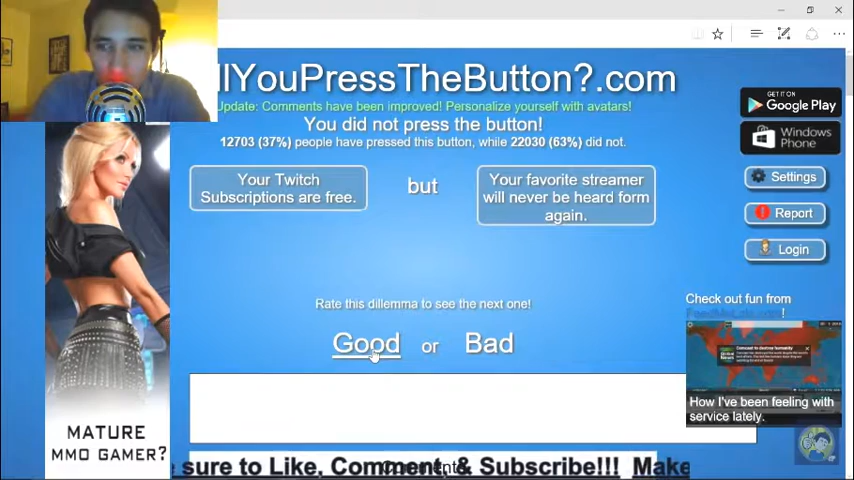 llYouPressTheButton?.com
Update: Comments have been improved! Personalize yourself with avatars!
You did not press the button!
12703 (37%) people have pressed this button, while 22030 (63%) did not.
Your Twitch
Subscriptions are free.
but
Your favorite streamer
will never be heard form
again.
Rate this dillemma to see the next one!
Good or Bad
GET IT ON
Google Play
Windows
Phone
Settings
Report
Login
Check out fun from
How I've been feeling with
service lately.
MATURE
MMO GAMER?
sure to Like, Comment, & Subscribe!!! Make